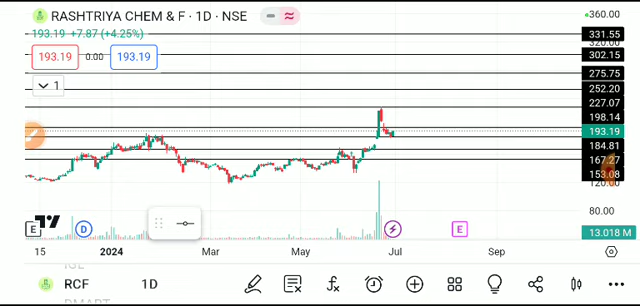 RASHTRIYA CHEM & F · 1D · NSE
193.19 +7.87 (+4.25%)
193.19 0.00 193.19
1
360.00
331.55
320.00
302.15
275.75
252.20
227.07
198.14
193.19
184.81
167.27
153.08
120.00
80.00
13.018 M
E D E
15 2024 Mar May Jul Sep
RCF 1D